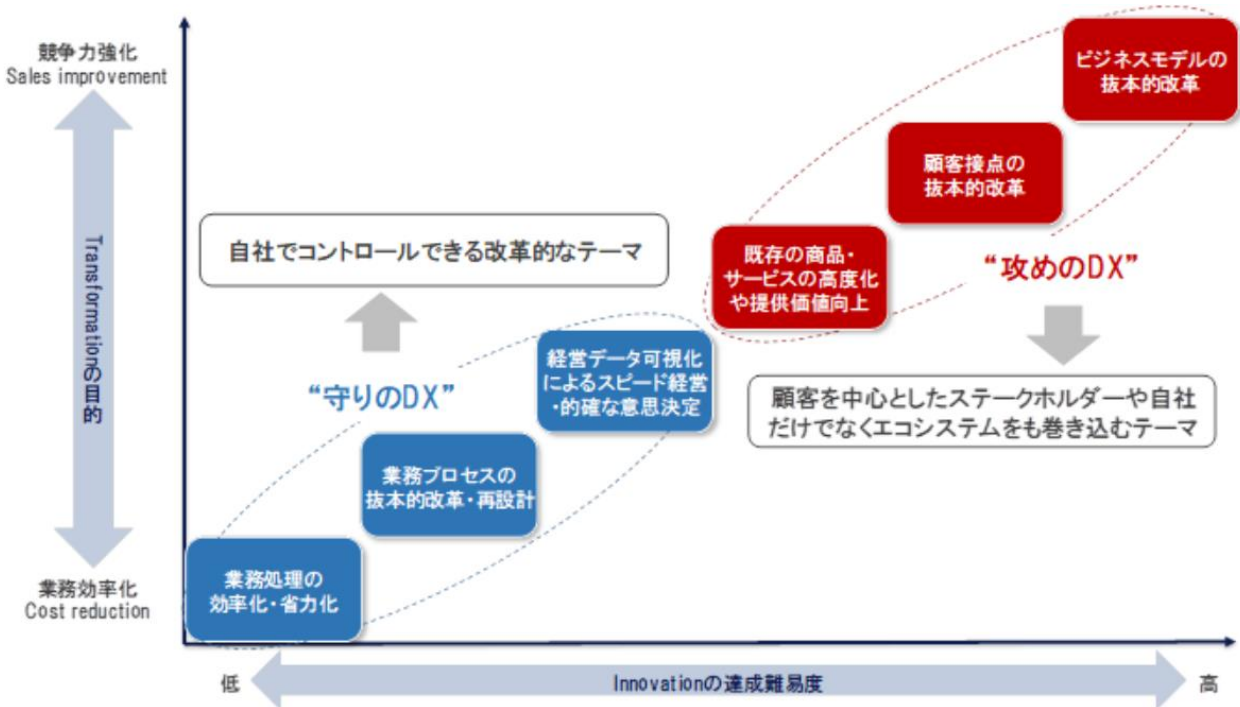 競争力強化
Sales improvement
Transformationの目的
業務効率化
Cost reduction
ビジネスモデルの
抜本的改革
顧客接点の
抜本的改革
既存の商品・
サービスの高度化
や提供価値向上
“攻めのDX”
顧客を中心としたステークホルダーや自社
だけでなくエコシステムをも巻き込むテーマ
自社でコントロールできる改革的なテーマ
“守りのDX”
経営データ可視化
によるスピード経営
・的確な意思決定
業務プロセスの
抜本的改革・再設計
業務処理の
効率化・省力化
低
Innovationの達成難易度
高